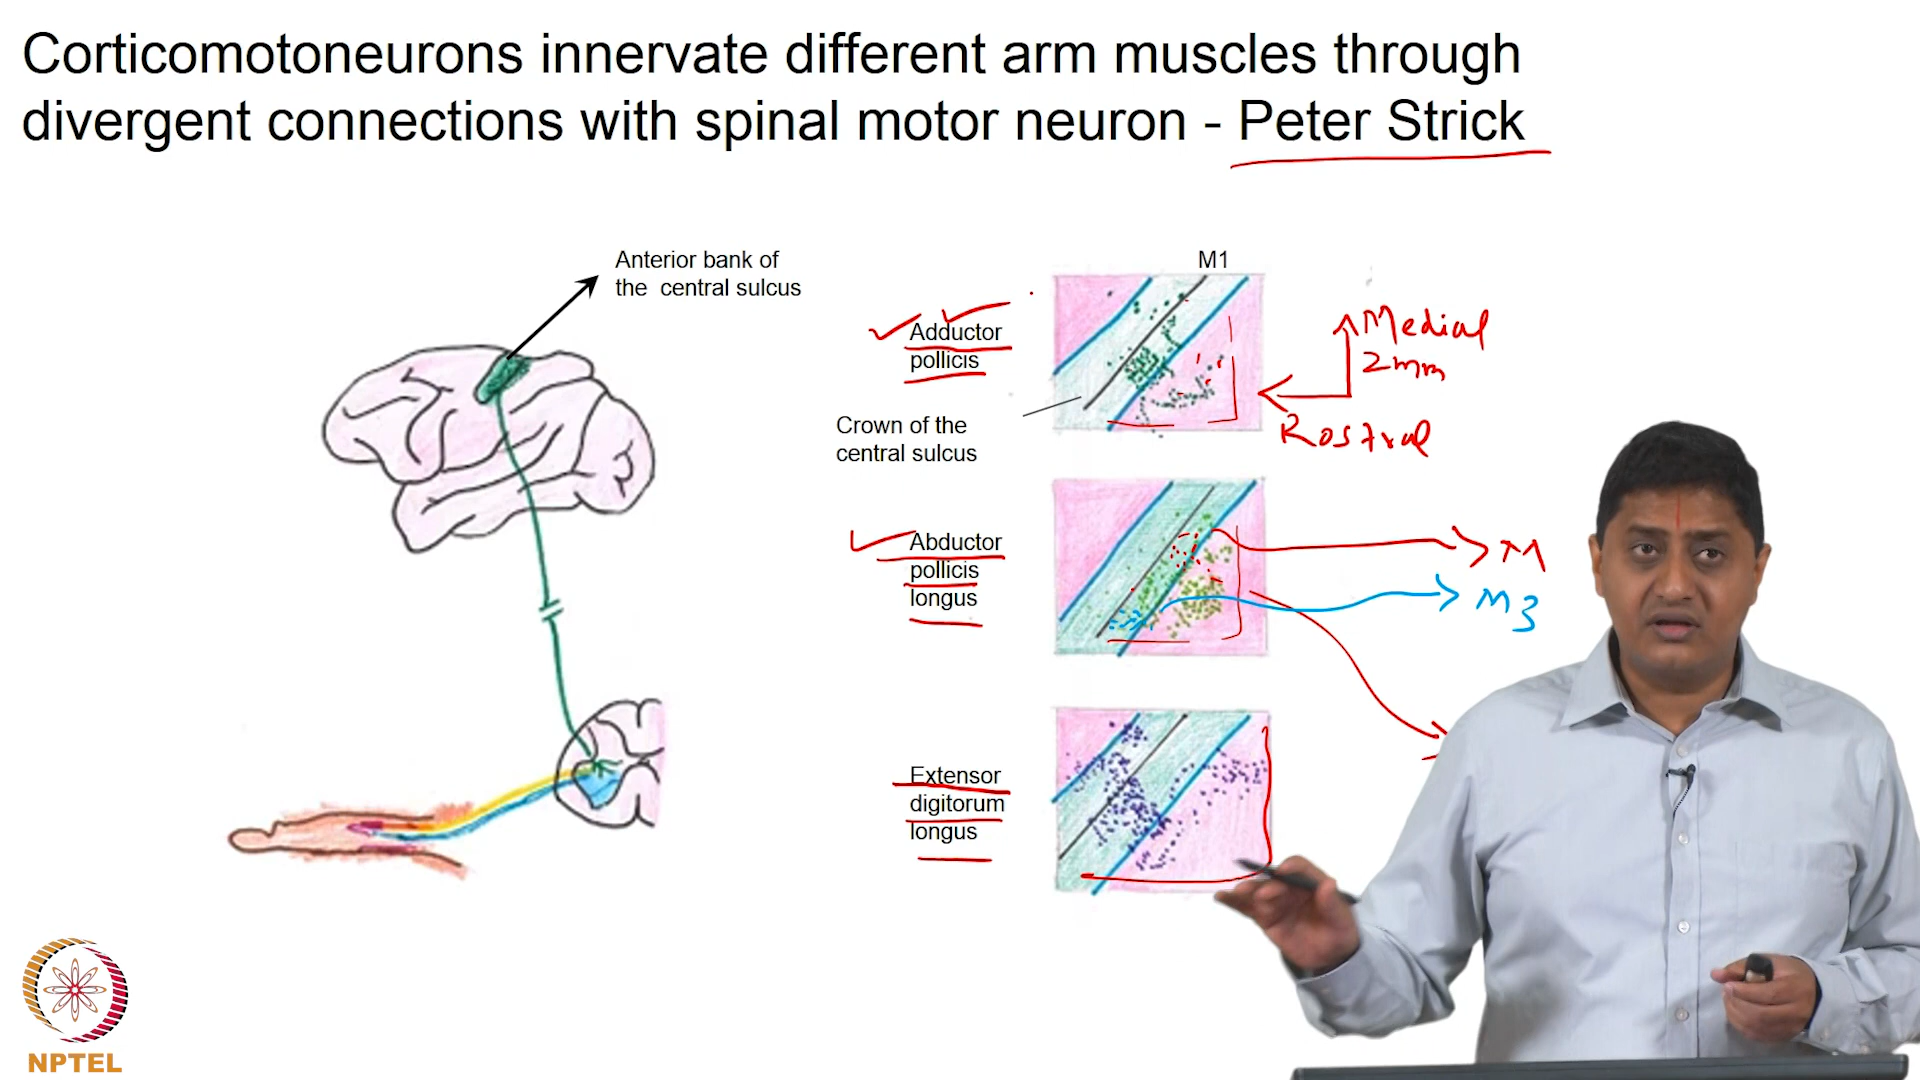 Corticomotoneurons innervate different arm muscles through
divergent connections with spinal motor neuron - Peter Strick
Anterior bank of
the central sulcus
M1
Adductor
pollicis
Medial
2mm
Rostral
Crown of the
central sulcus
Abductor
pollicis
longus
M
M3
Extensor
digitorum
longus
NPTEL